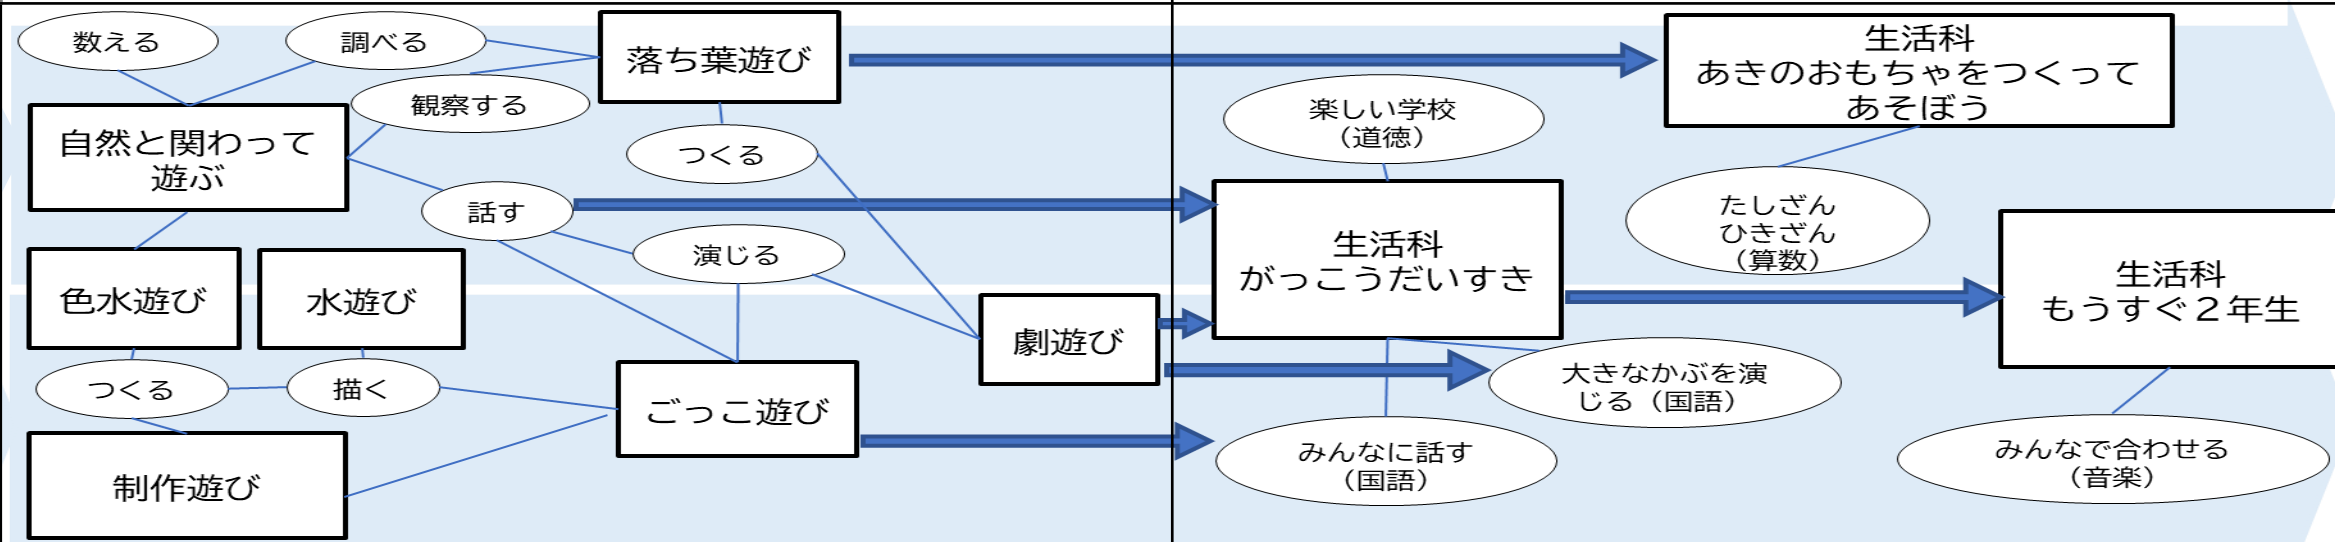 数える
調べる
落ち葉遊び
観察する
自然と関わって
遊ぶ
つくる
話す
演じる
色水遊び
水遊び
劇遊び
つくる
描く
ごっこ遊び
制作遊び
生活科
あきのおもちゃをつくって
あそぼう
楽しい学校
（道徳）
たしざん
ひきざん
（算数）
生活科
がっこうだいすき
生活科
もうすぐ２年生
大きなかぶを演
じる（国語）
みんなに話す
（国語）
みんなで合わせる
（音楽）